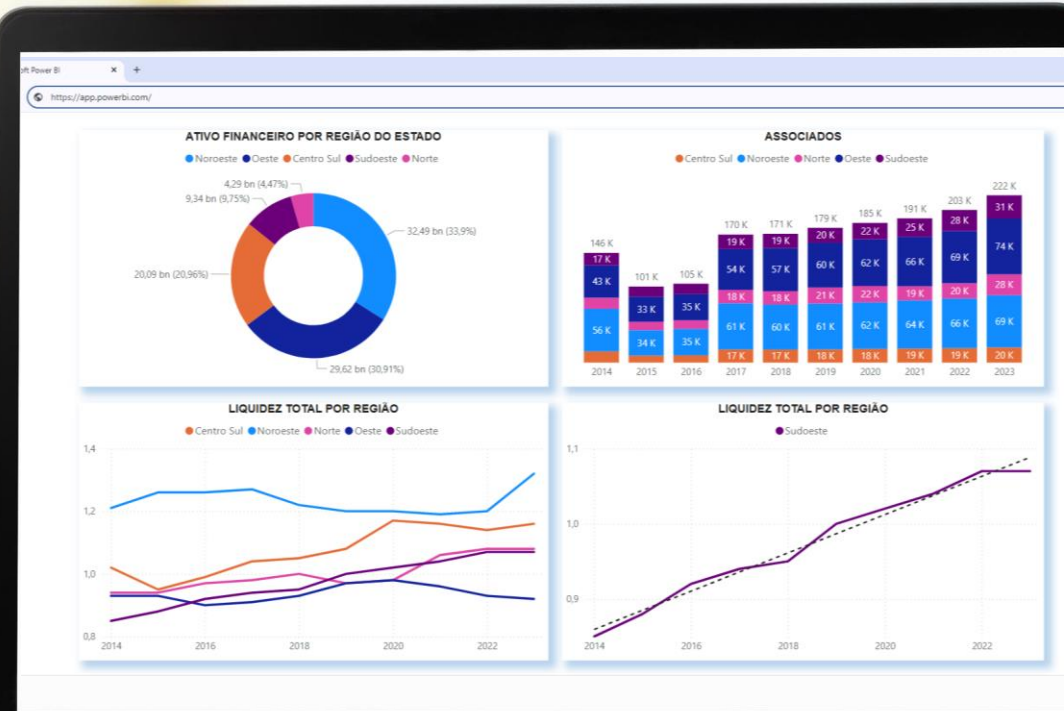 oft Power BI
https://app.powerbi.com/
ATIVO FINANCEIRO POR REGIÃO DO ESTADO
Noroeste Oeste Centro Sul Sudoeste Norte
4,29 bn (4,47%)
9,34 bn (9,75%)
32,49 bn (33,9%)
20,09 bn (20,96%)
29,62 bn (30,91%)
ASSOCIADOS
Centro Sul Noroeste Norte Oeste Sudoeste
146 K 101 K 105 K 170 K 171 K 179 K 185 K 191 K 203 K 222 K
17 K 19 K 19 K 20 K 22 K 25 K 28 K 31 K
43 K 33 K 35 K 54 K 57 K 60 K 62 K 66 K 69 K 74 K
18 K 18 K 21 K 22 K 19 K 20 K 28 K
56 K 34 K 35 K 61 K 60 K 61 K 62 K 64 K 66 K 69 K
17 K 17 K 18 K 18 K 19 K 19 K 20 K
2014 2015 2016 2017 2018 2019 2020 2021 2022 2023
LIQUIDEZ TOTAL POR REGIÃO
Centro Sul Noroeste Norte Oeste Sudoeste
1,4
1,2
1,0
0,8
2014 2016 2018 2020 2022
LIQUIDEZ TOTAL POR REGIÃO
Sudoeste
1,1
1,0
0,9
2014 2016 2018 2020 2022